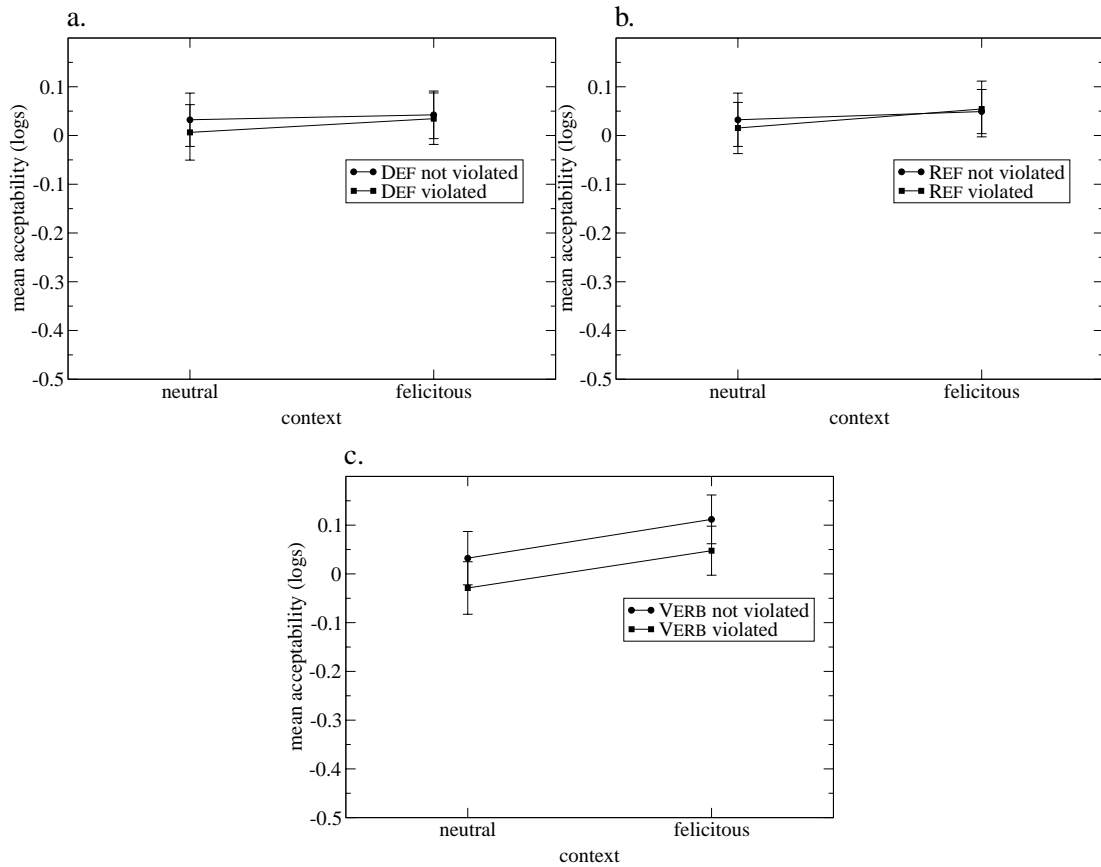 a.
mean acceptability (logs)
0.1
0
-0.1
-0.2
-0.3
-0.4
-0.5
DEF not violated
DEF violated
neutral felicitous
context
b.
mean acceptability (logs)
0.1
0
-0.1
-0.2
-0.3
-0.4
-0.5
REF not violated
REF violated
neutral felicitous
context
c.
mean acceptability (logs)
0.1
0
-0.1
-0.2
-0.3
-0.4
-0.5
VERB not violated
VERB violated
neutral felicitous
context